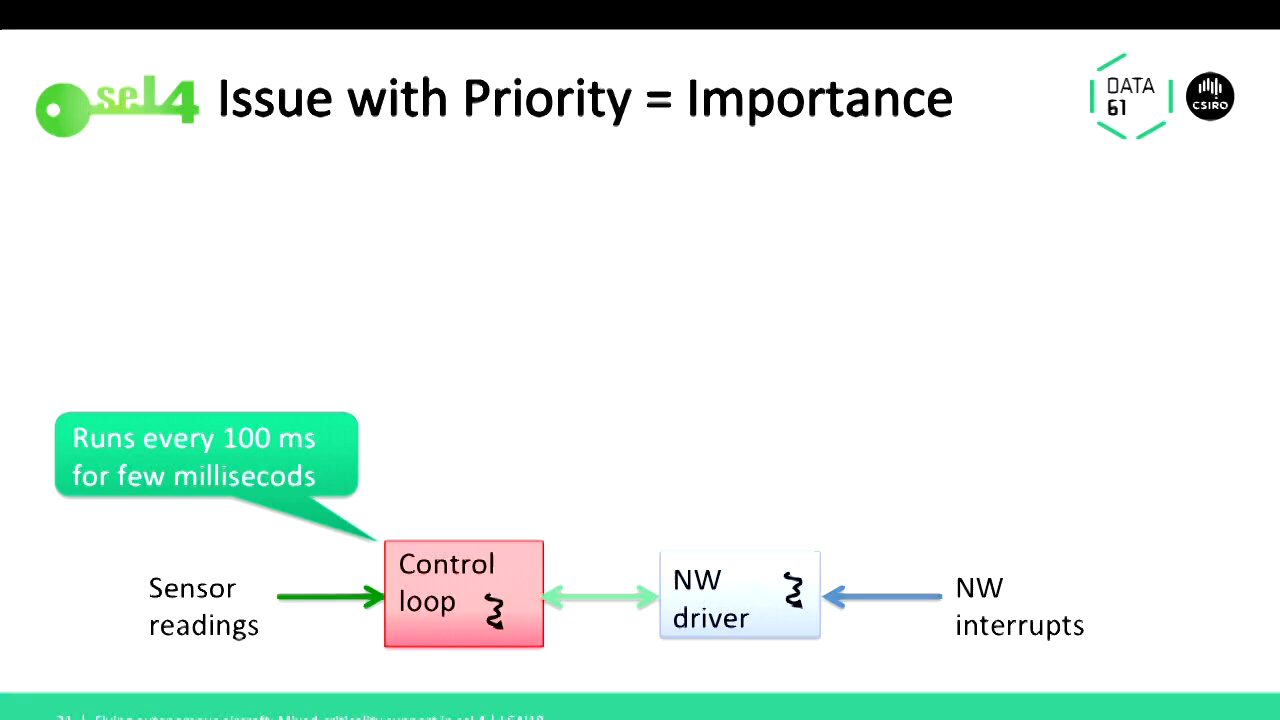 seL4 Issue with Priority = Importance
DATA
61
CSIRO
Runs every 100 ms
for few millisecods
Control
loop
Sensor
readings
NW
driver
NW
interrupts